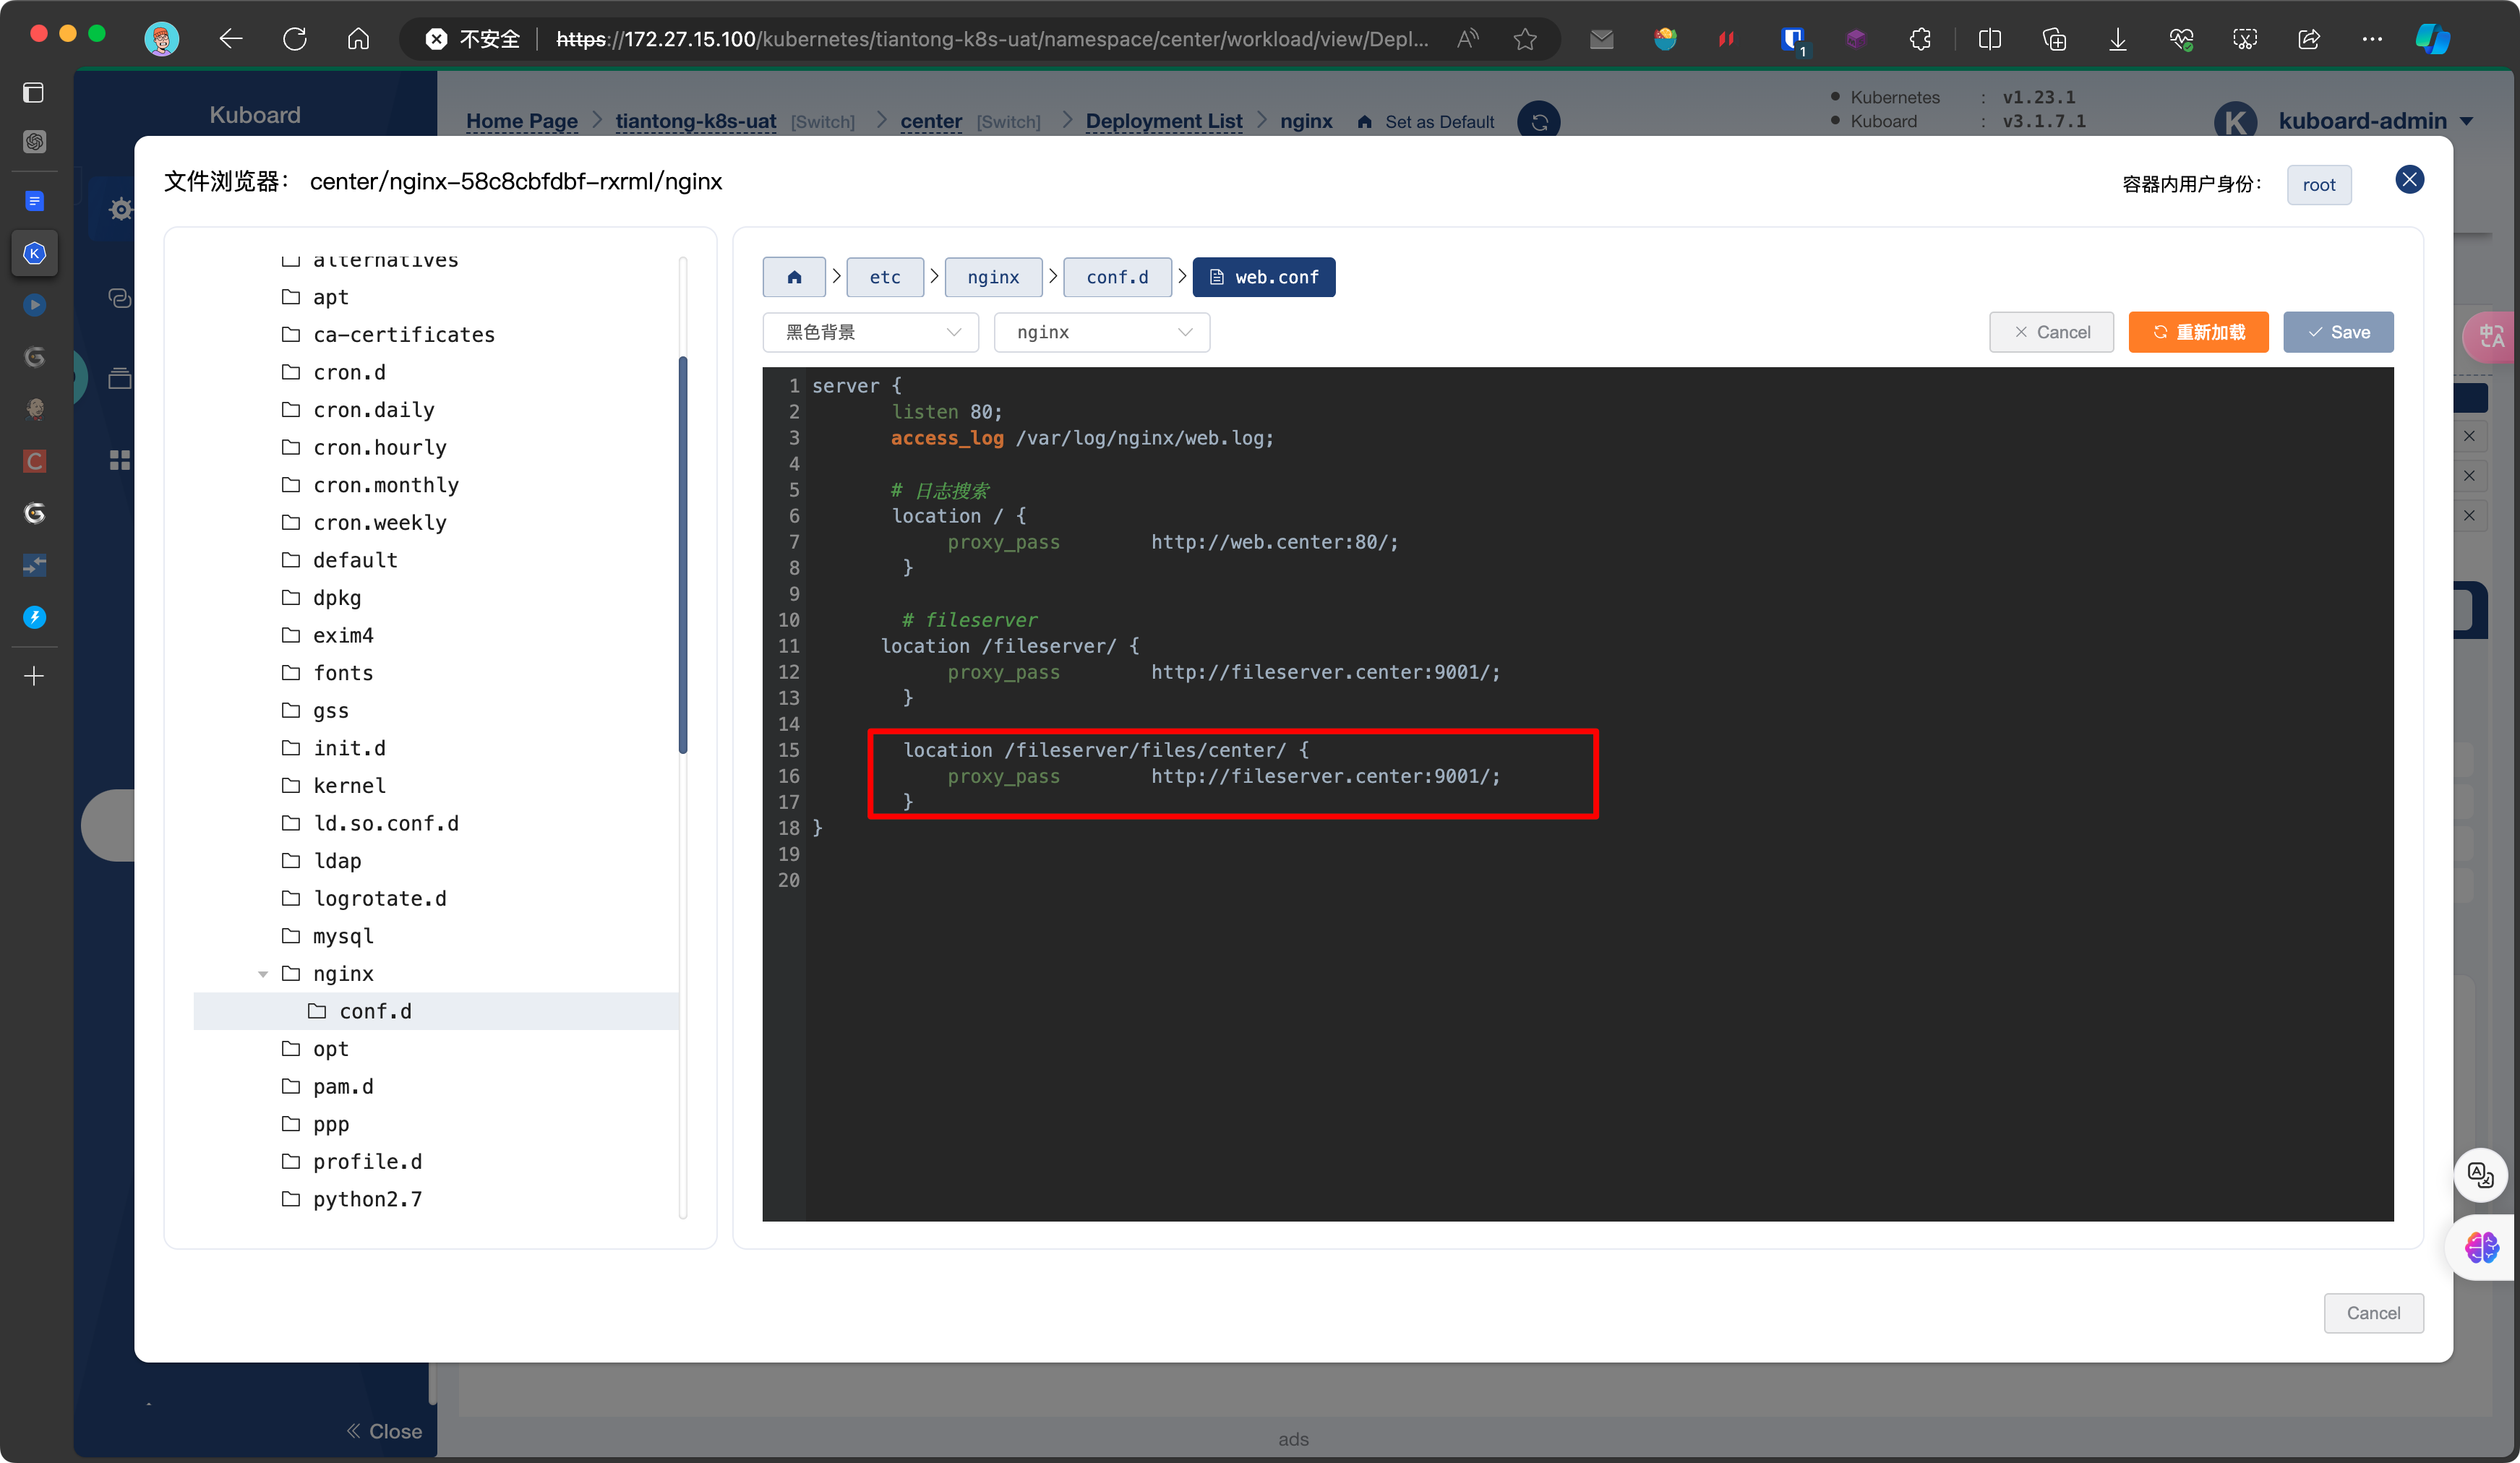 不安全 https://172.27.15.100/kubernetes/tiantong-k8s-uat/namespace/center/workload/view/Depl...
1
Kuboard
Home Page > tiantong-k8s-uat [Switch] > center [Switch] > Deployment List > nginx Set as Default
Kubernetes : v1.23.1
Kuboard : v3.1.7.1
K kuboard-admin
文件浏览器： center/nginx-58c8cbfdbf-rxrml/nginx
容器内用户身份： root
alternatives
apt
ca-certificates
cron.d
cron.daily
cron.hourly
cron.monthly
cron.weekly
default
dpkg
exim4
fonts
gss
init.d
kernel
ld.so.conf.d
ldap
logrotate.d
mysql
nginx
conf.d
opt
pam.d
ppp
profile.d
python2.7
etc > nginx > conf.d > web.conf
黑色背景 nginx
Cancel 重新加载 Save
1 server {
2 listen 80;
3 access_log /var/log/nginx/web.log;
4
5 # 日志搜索
6 location / {
7 proxy_pass http://web.center:80/;
8 }
9
10 # fileserver
11 location /fileserver/ {
12 proxy_pass http://fileserver.center:9001/;
13 }
14
15 location /fileserver/files/center/ {
16 proxy_pass http://fileserver.center:9001/;
17 }
18 }
19
20
Cancel
Close
ads